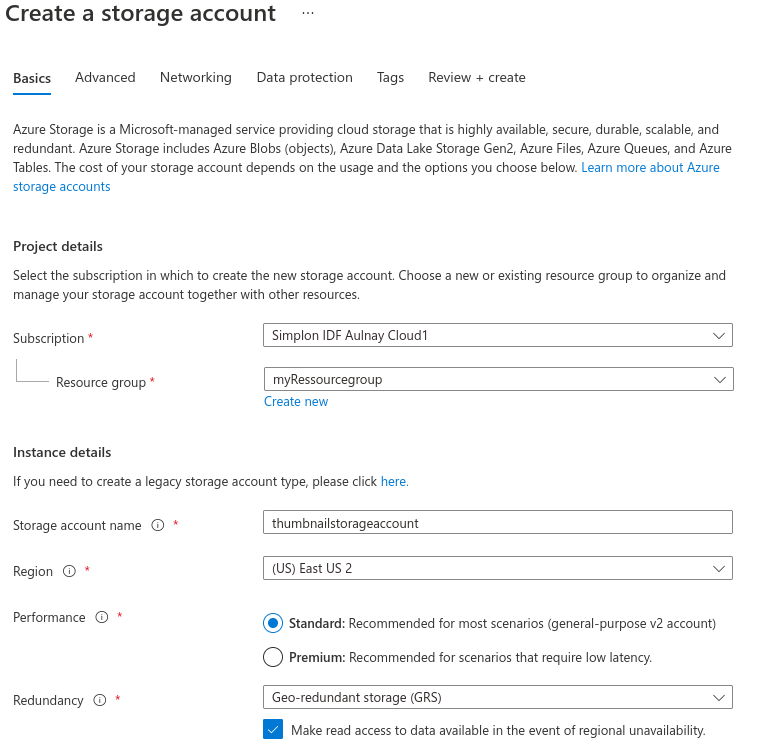 Create a storage account ...
Basics Advanced Networking Data protection Tags Review + create
Azure Storage is a Microsoft-managed service providing cloud storage that is highly available, secure, durable, scalable, and
redundant. Azure Storage includes Azure Blobs (objects), Azure Data Lake Storage Gen2, Azure Files, Azure Queues, and Azure
Tables. The cost of your storage account depends on the usage and the options you choose below. Learn more about Azure
storage accounts
Project details
Select the subscription in which to create the new storage account. Choose a new or existing resource group to organize and
manage your storage account together with other resources.
Subscription * Simplon IDF Aulnay Cloud1
Resource group * myRessourcegroup
Create new
Instance details
If you need to create a legacy storage account type, please click here.
Storage account name * thumbnailstorageaccount
Region * (US) East US 2
Performance * Standard: Recommended for most scenarios (general-purpose v2 account)
Premium: Recommended for scenarios that require low latency.
Redundancy * Geo-redundant storage (GRS)
Make read access to data available in the event of regional unavailability.